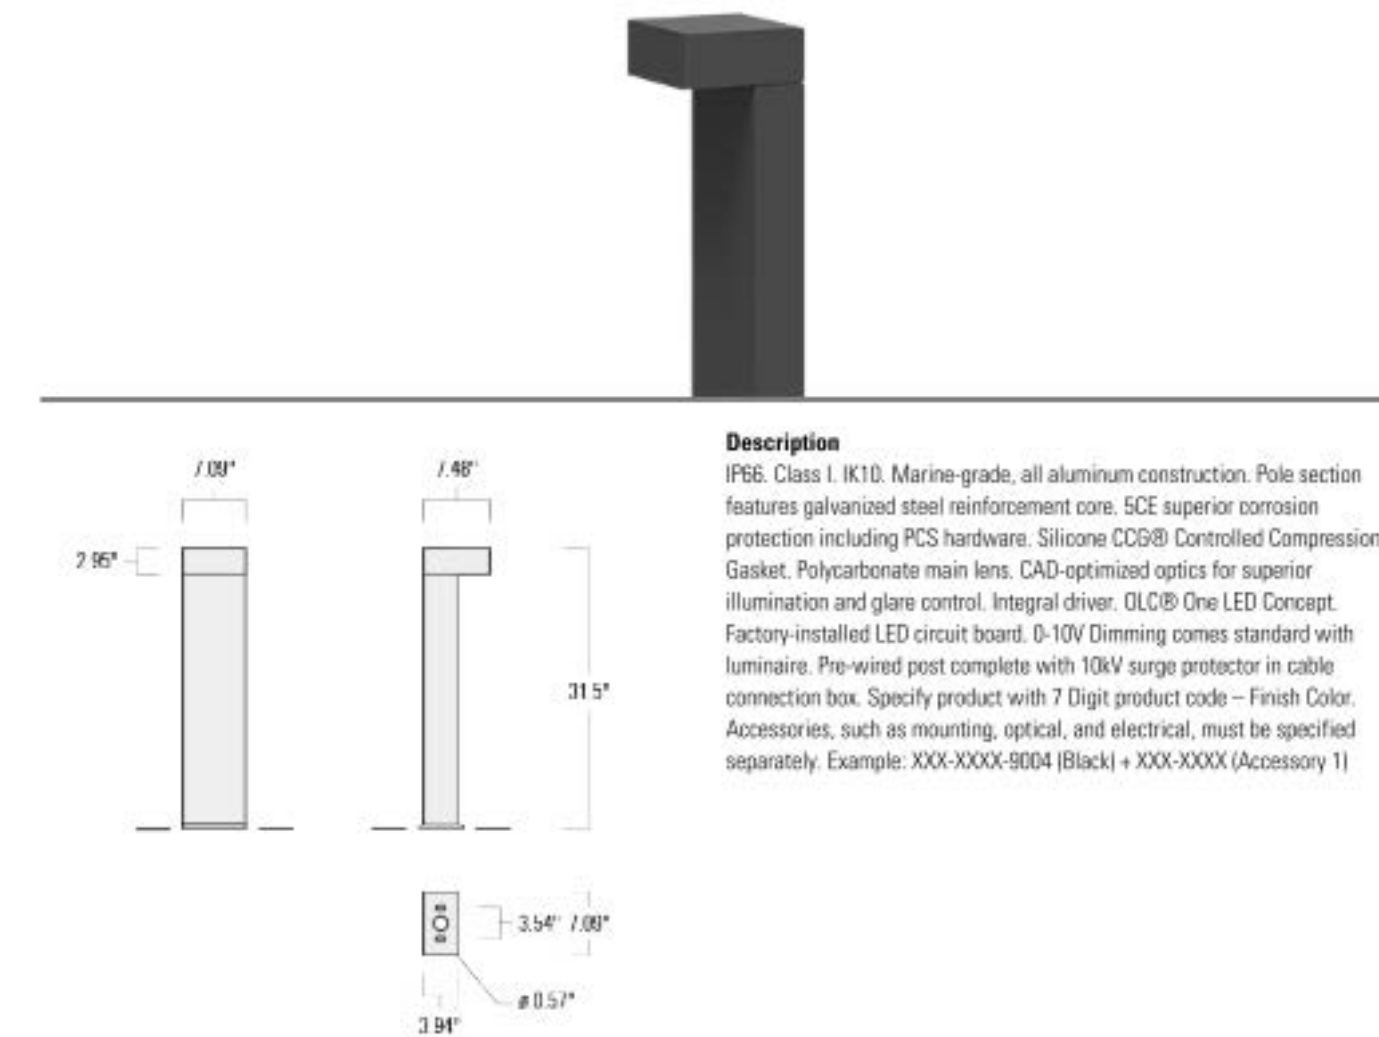 7.09"
7.48"
2.95"
31.5"
3.54" 7.09"
ø 0.57"
3.94"
Description
IP66. Class I. IK10. Marine-grade, all aluminum construction. Pole section
features galvanized steel reinforcement core. 5CE superior corrosion
protection including PCS hardware. Silicone CCG® Controlled Compression
Gasket. Polycarbonate main lens. CAD-optimized optics for superior
illumination and glare control. Integral driver. OLC® One LED Concept.
Factory-installed LED circuit board. 0-10V Dimming comes standard with
luminaire. Pre-wired post complete with 10kV surge protector in cable
connection box. Specify product with 7 Digit product code – Finish Color.
Accessories, such as mounting, optical, and electrical, must be specified
separately. Example: XXX-XXXX-9004 (Black) + XXX-XXXX (Accessory 1)